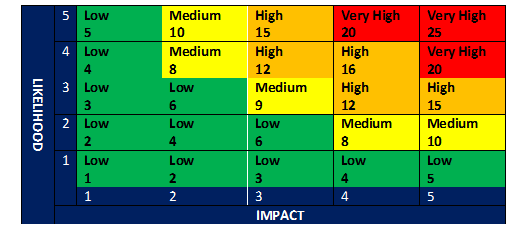 LIKELIHOOD
5 Low Medium High Very High Very High
5 10 15 20 25
4 Low Medium High High Very High
4 8 12 16 20
3 Low Low Medium High High
3 6 9 12 15
2 Low Low Low Medium Medium
2 4 6 8 10
1 Low Low Low Low Low
1 2 3 4 5
1 2 3 4 5
IMPACT